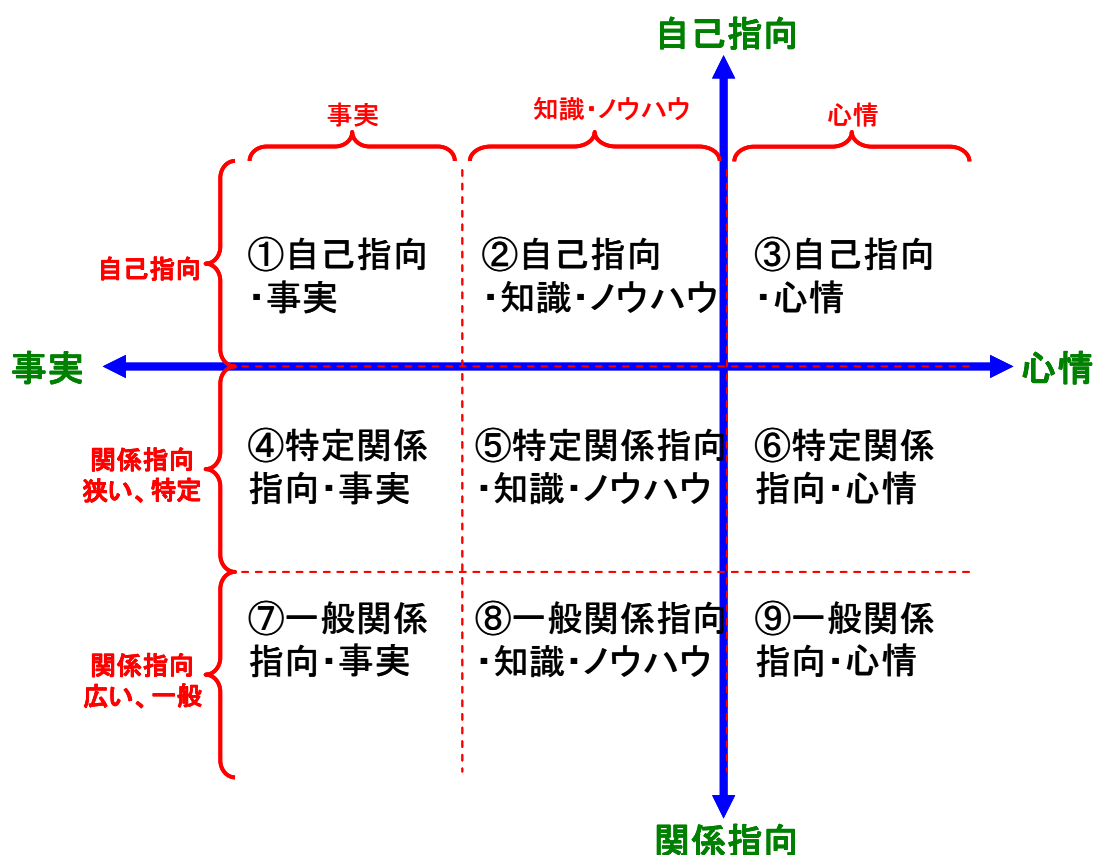 自己指向
事実
知識・ノウハウ
心情
自己指向
①自己指向
・事実
②自己指向
・知識・ノウハウ
③自己指向
・心情
事実
心情
関係指向
狭い、特定
④特定関係
指向・事実
⑤特定関係指向
・知識・ノウハウ
⑥特定関係
指向・心情
関係指向
広い、一般
⑦一般関係
指向・事実
⑧一般関係指向
・知識・ノウハウ
⑨一般関係
指向・心情
関係指向